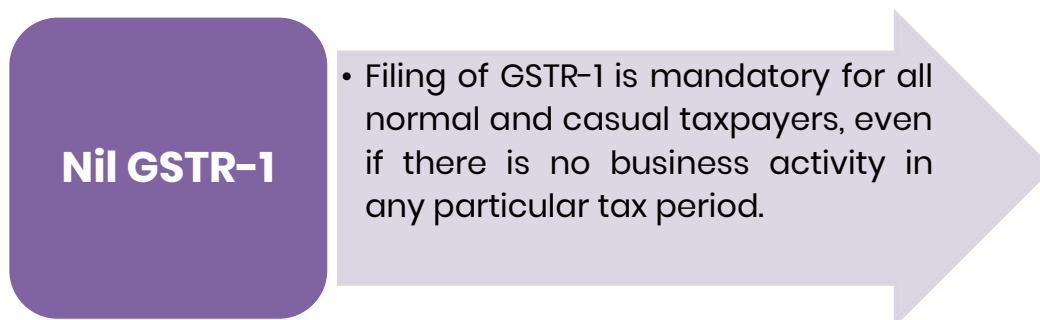 Nil GSTR-1
• Filing of GSTR-1 is mandatory for all
normal and casual taxpayers, even
if there is no business activity in
any particular tax period.